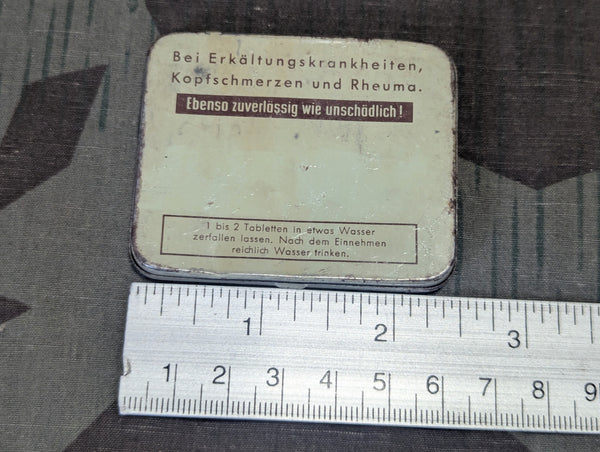 Bei Erkältungskrankheiten,
Kopfschmerzen und Rheuma.
Ebenso zuverlässig wie unschädlich!
1 bis 2 Tabletten in etwas Wasser
zerfallen lassen. Nach dem Einnehmen
reichlich Wasser trinken.
1 2 3
1 2 3 4 5 6 7 8 9